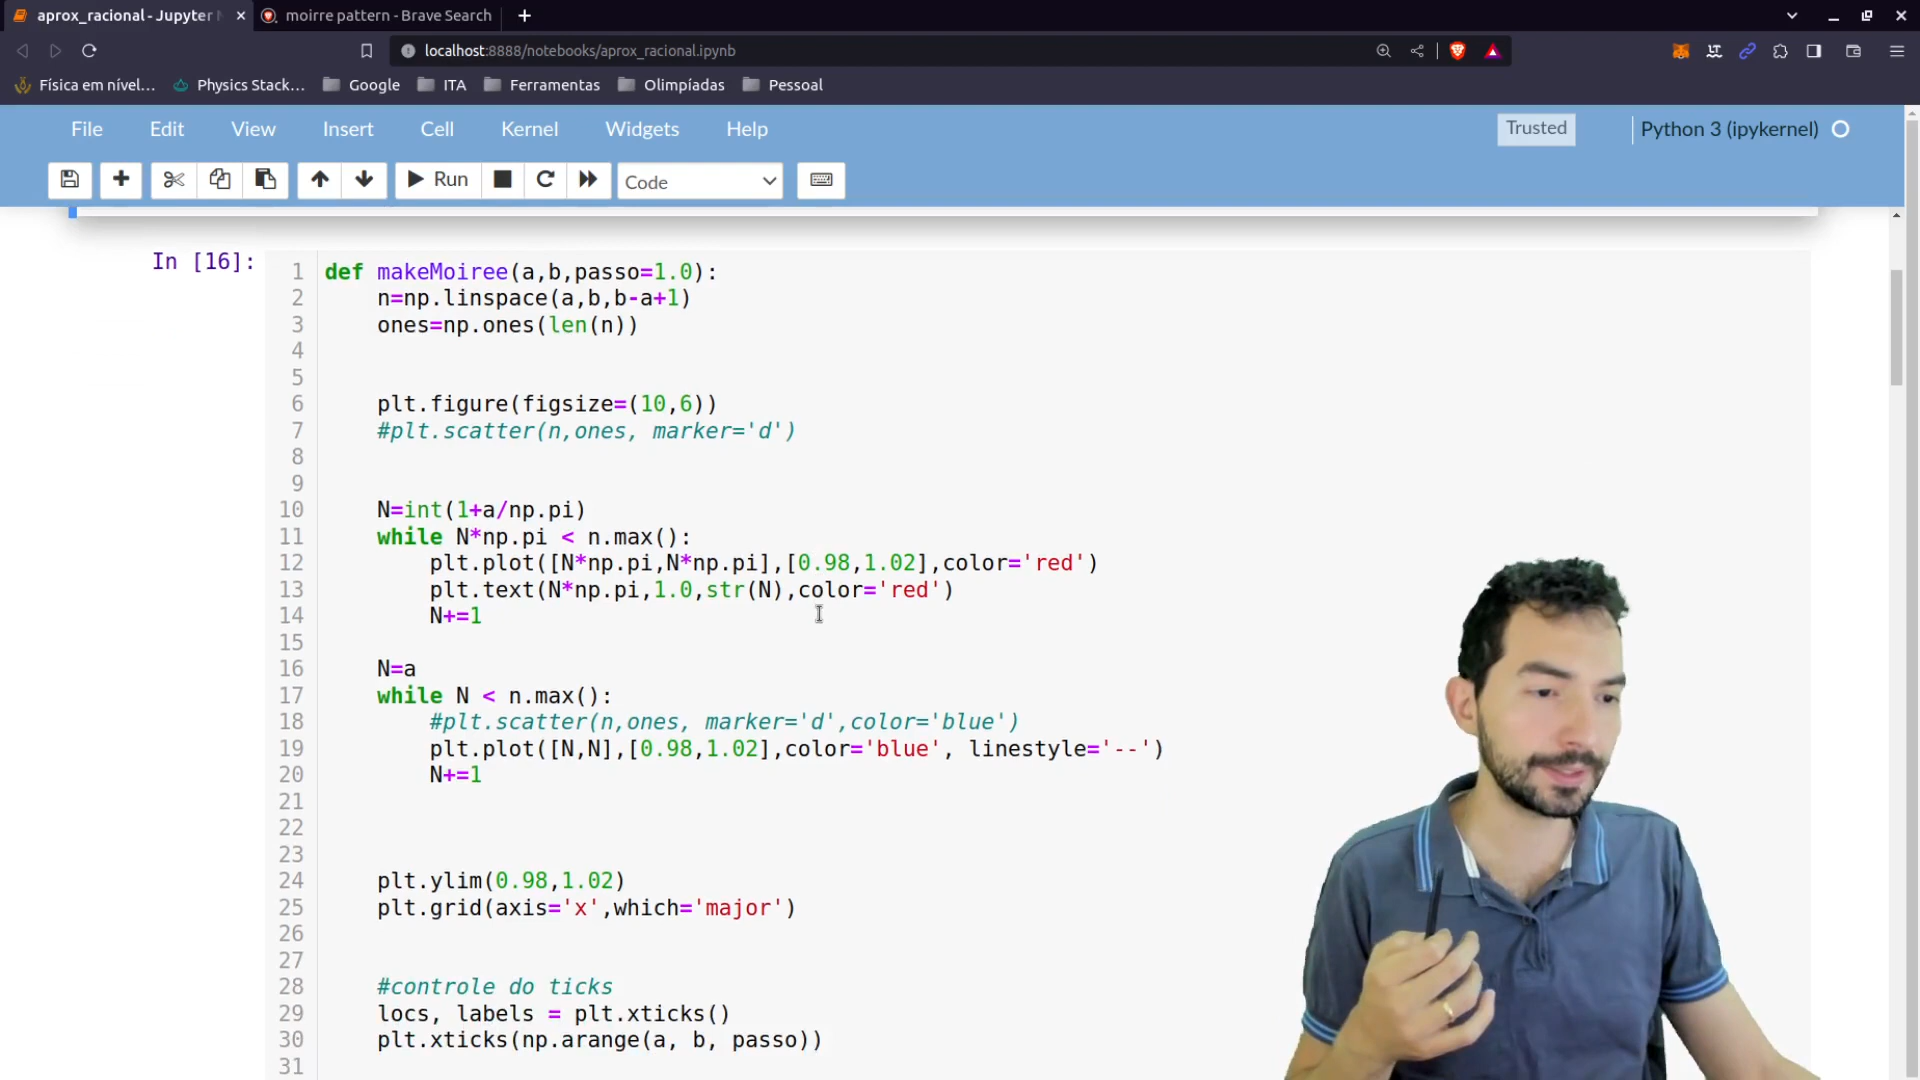 aprox_racional - Jupyter N
moirre pattern - Brave Search
localhost:8888/notebooks/aprox_racional.ipynb
Física em nível...
Physics Stack...
Google
ITA
Ferramentas
Olimpíadas
Pessoal
File
Edit
View
Insert
Cell
Kernel
Widgets
Help
Trusted
Python 3 (ipykernel)
Run
Code
In [16]:
1 def makeMoiree(a,b,passo=1.0):
2 n=np.linspace(a,b,b-a+1)
3 ones=np.ones(len(n))
4
5
6 plt.figure(figsize=(10,6))
7 #plt.scatter(n,ones, marker='d')
8
9
10 N=int(1+a/np.pi)
11 while N*np.pi < n.max():
12 plt.plot([N*np.pi,N*np.pi],[0.98,1.02],color='red')
13 plt.text(N*np.pi,1.0,str(N),color='red')
14 N+=1
15
16 N=a
17 while N < n.max():
18 #plt.scatter(n,ones, marker='d',color='blue')
19 plt.plot([N,N],[0.98,1.02],color='blue', linestyle='--')
20 N+=1
21
22
23
24 plt.ylim(0.98,1.02)
25 plt.grid(axis='x',which='major')
26
27
28 #controle do ticks
29 locs, labels = plt.xticks()
30 plt.xticks(np.arange(a, b, passo))
31